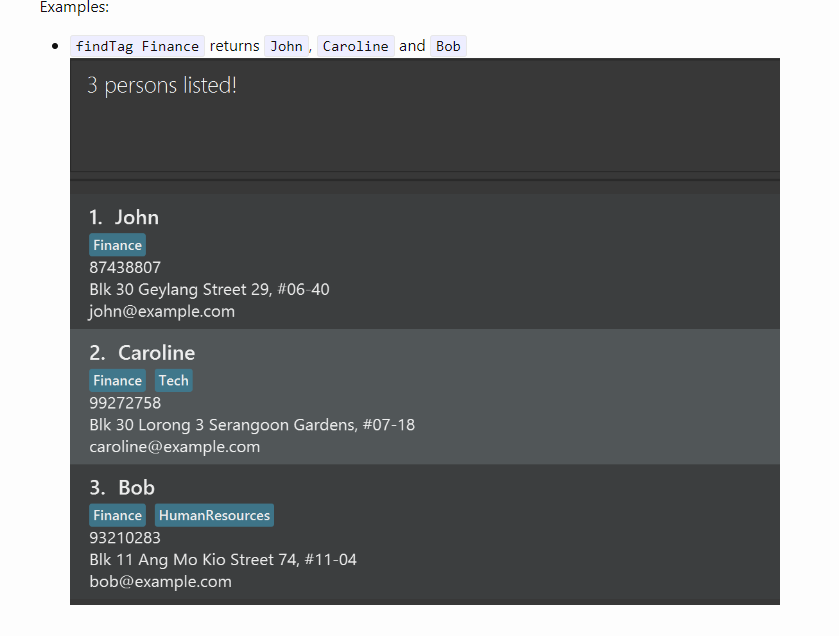 Examples:
findTag Finance returns John, Caroline and Bob
3 persons listed!
1. John
Finance
87438807
Blk 30 Geylang Street 29, #06-40
john@example.com
2. Caroline
Finance Tech
99272758
Blk 30 Lorong 3 Serangoon Gardens, #07-18
caroline@example.com
3. Bob
Finance HumanResources
93210283
Blk 11 Ang Mo Kio Street 74, #11-04
bob@example.com